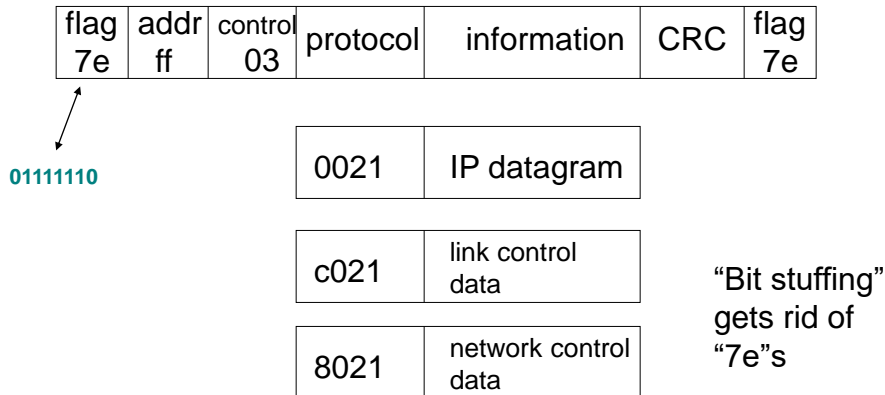 flag addr control protocol information CRC flag
7e ff 03 7e
01111110
0021 IP datagram
c021 link control
data
8021 network control
data
“Bit stuffing”
gets rid of
“7e”s